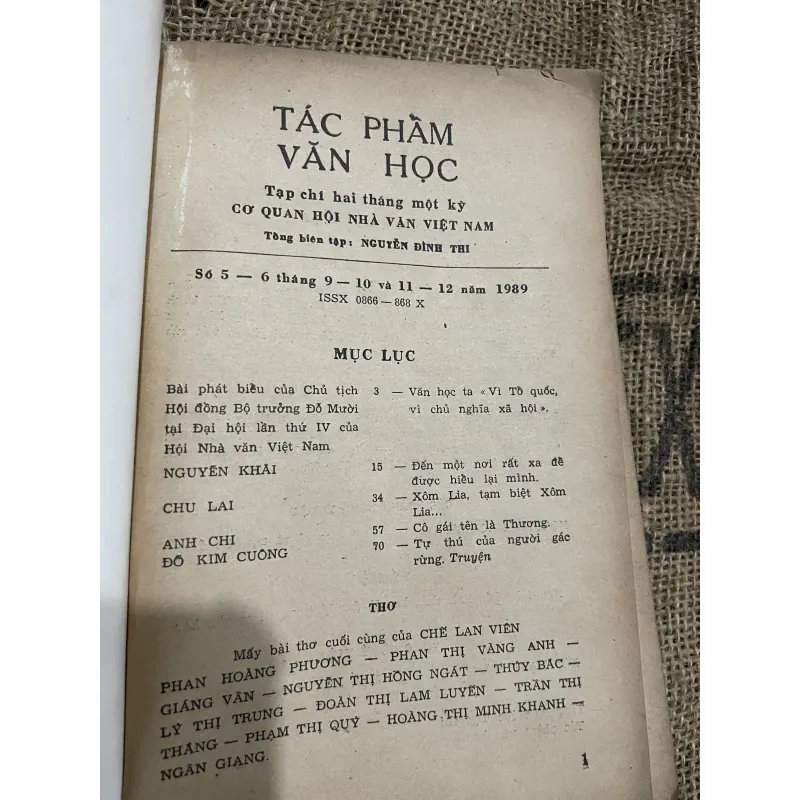 TÁC PHẨM
VĂN HỌC
Tạp chí hai tháng một kỳ
CƠ QUAN HỘI NHÀ VĂN VIỆT NAM
Tổng biên tập: NGUYỄN ĐÌNH THI
Số 5 — 6 tháng 9 — 10 và 11 — 12 năm 1989
ISSX 0866 — 868 X
MỤC LỤC
Bài phát biểu của Chủ tịch 3 — Văn học ta « Vì Tổ quốc,
Hội đồng Bộ trưởng Đỗ Mười vì chủ nghĩa xã hội ».
tại Đại hội lần thứ IV của
Hội Nhà văn Việt Nam
NGUYỄN KHẢI 15 — Đến một nơi rất xa để
được hiểu lại mình.
CHU LAI 34 — Xôm Lia, tạm biệt Xôm
Lia...
ANH CHI 57 — Cô gái tên là Thương.
ĐỖ KIM CUÔNG 70 — Tự thú của người gác
rừng. Truyện
THƠ
Mấy bài thơ cuối cùng của CHẾ LAN VIÊN
PHAN HOÀNG PHƯƠNG — PHAN THỊ VÀNG ANH —
GIÁNG VÂN — NGUYỄN THỊ HỒNG NGÁT — THÚY BẮC —
LÝ THỊ TRUNG — ĐOÀN THỊ LAM LUYẾN — TRẦN THỊ
THẮNG — PHẠM THỊ QUÝ — HOÀNG THỊ MINH KHANH —
NGÂN GIANG.
1